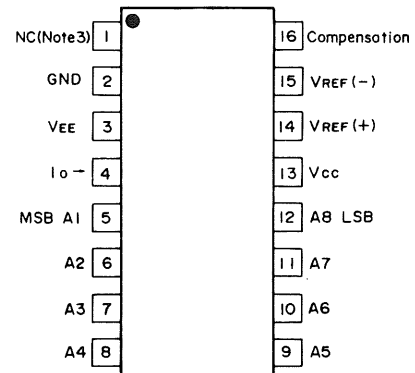 NC(Note3) 1 16 Compensation
GND 2 15 VREF(-)
VEE 3 14 VREF(+)
Io→ 4 13 Vcc
MSB A1 5 12 A8 LSB
A2 6 11 A7
A3 7 10 A6
A4 8 9 A5